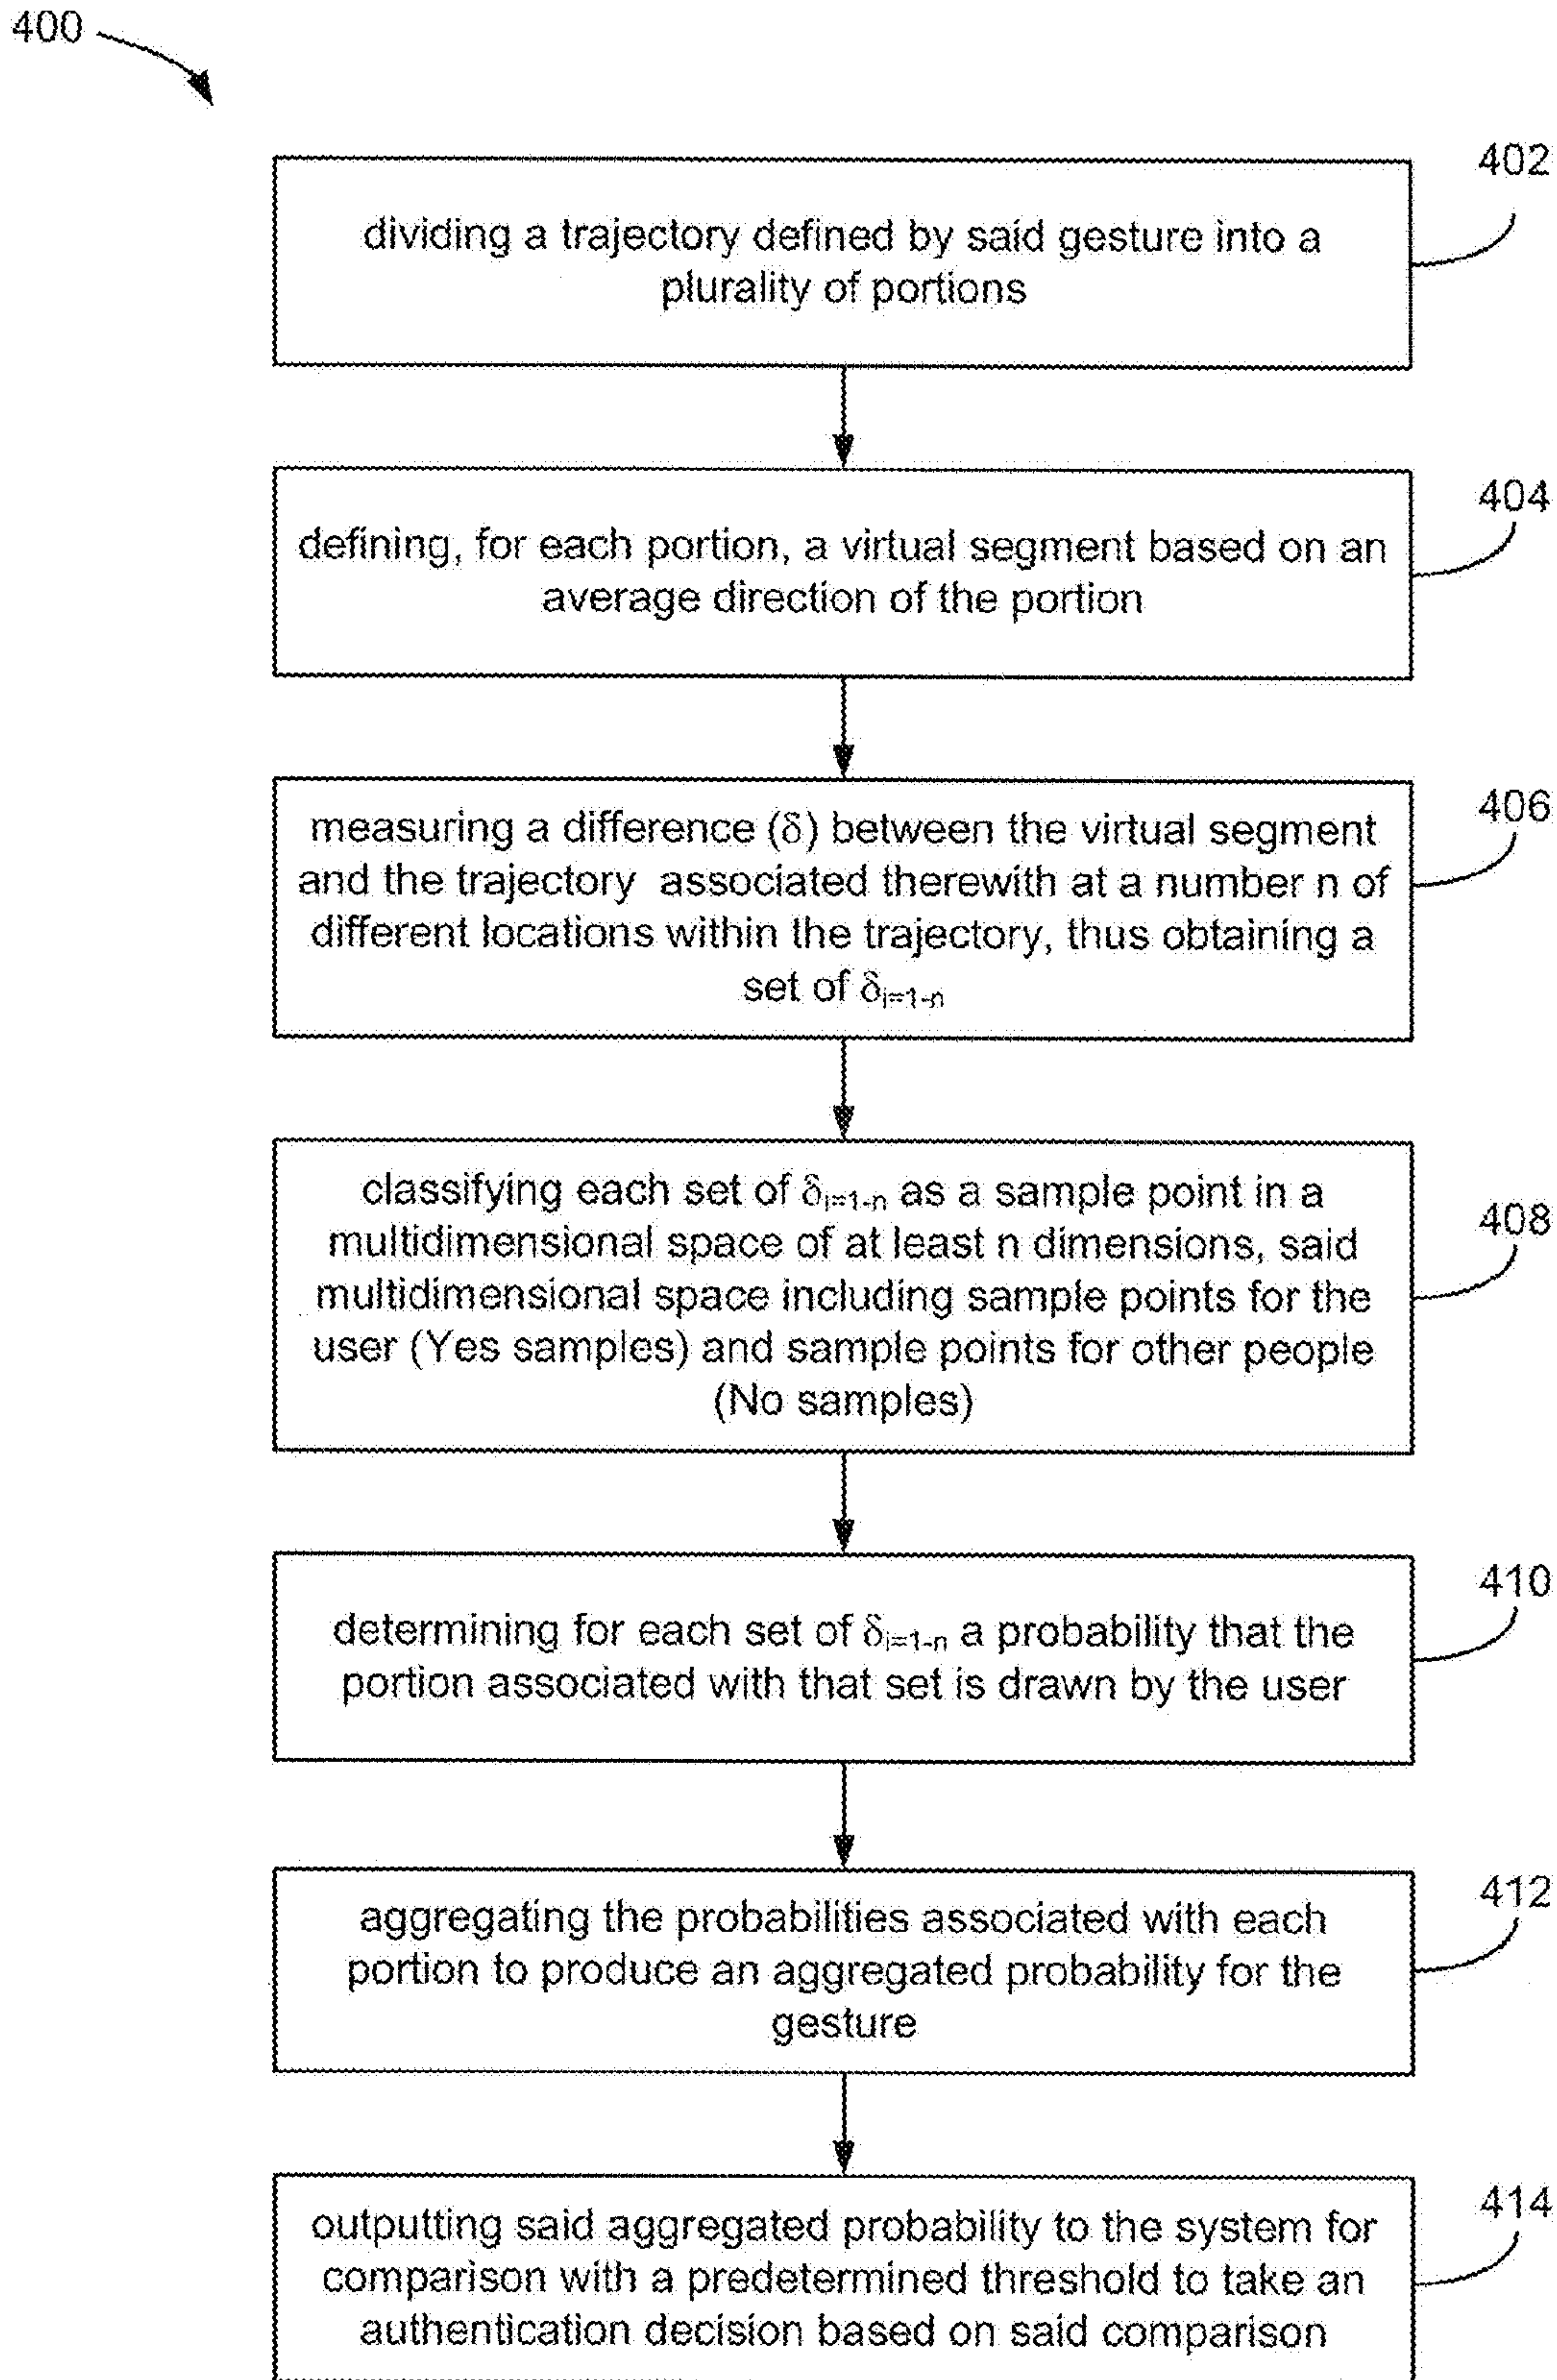 400
402
dividing a trajectory defined by said gesture into a
plurality of portions
404
defining, for each portion, a virtual segment based on an
average direction of the portion
406
measuring a difference (δ) between the virtual segment
and the trajectory associated therewith at a number n of
different locations within the trajectory, thus obtaining a
set of δi=1-n
408
classifying each set of δi=1-n as a sample point in a
multidimensional space of at least n dimensions, said
multidimensional space including sample points for the
user (Yes samples) and sample points for other people
(No samples)
410
determining for each set of δi=1-n a probability that the
portion associated with that set is drawn by the user
412
aggregating the probabilities associated with each
portion to produce an aggregated probability for the
gesture
414
outputting said aggregated probability to the system for
comparison with a predetermined threshold to take an
authentication decision based on said comparison